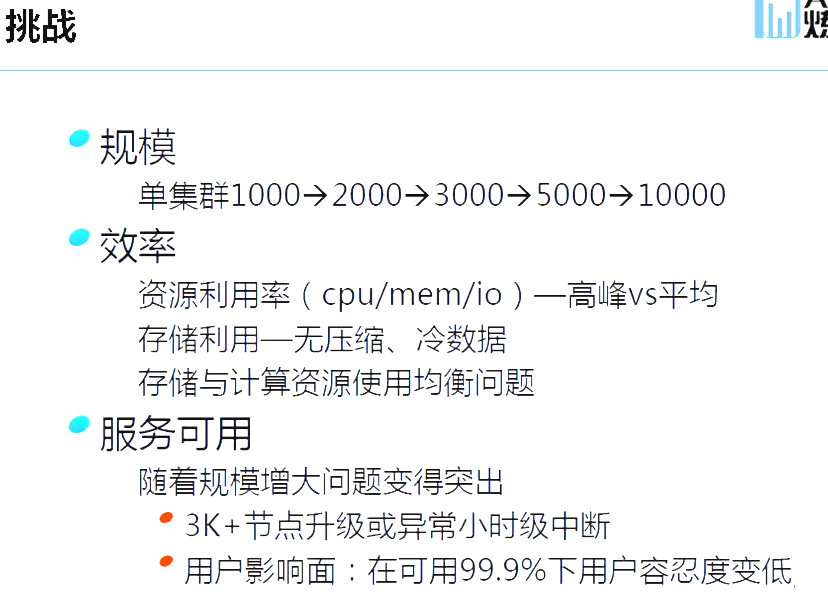 挑战
规模
单集群1000→2000→3000→5000→10000
效率
资源利用率（cpu/mem/io）—高峰vs平均
存储利用—无压缩、冷数据
存储与计算资源使用均衡问题
服务可用
随着规模增大问题变得突出
3K+节点升级或异常小时级中断
用户影响面：在可用99.9%下用户容忍度变低